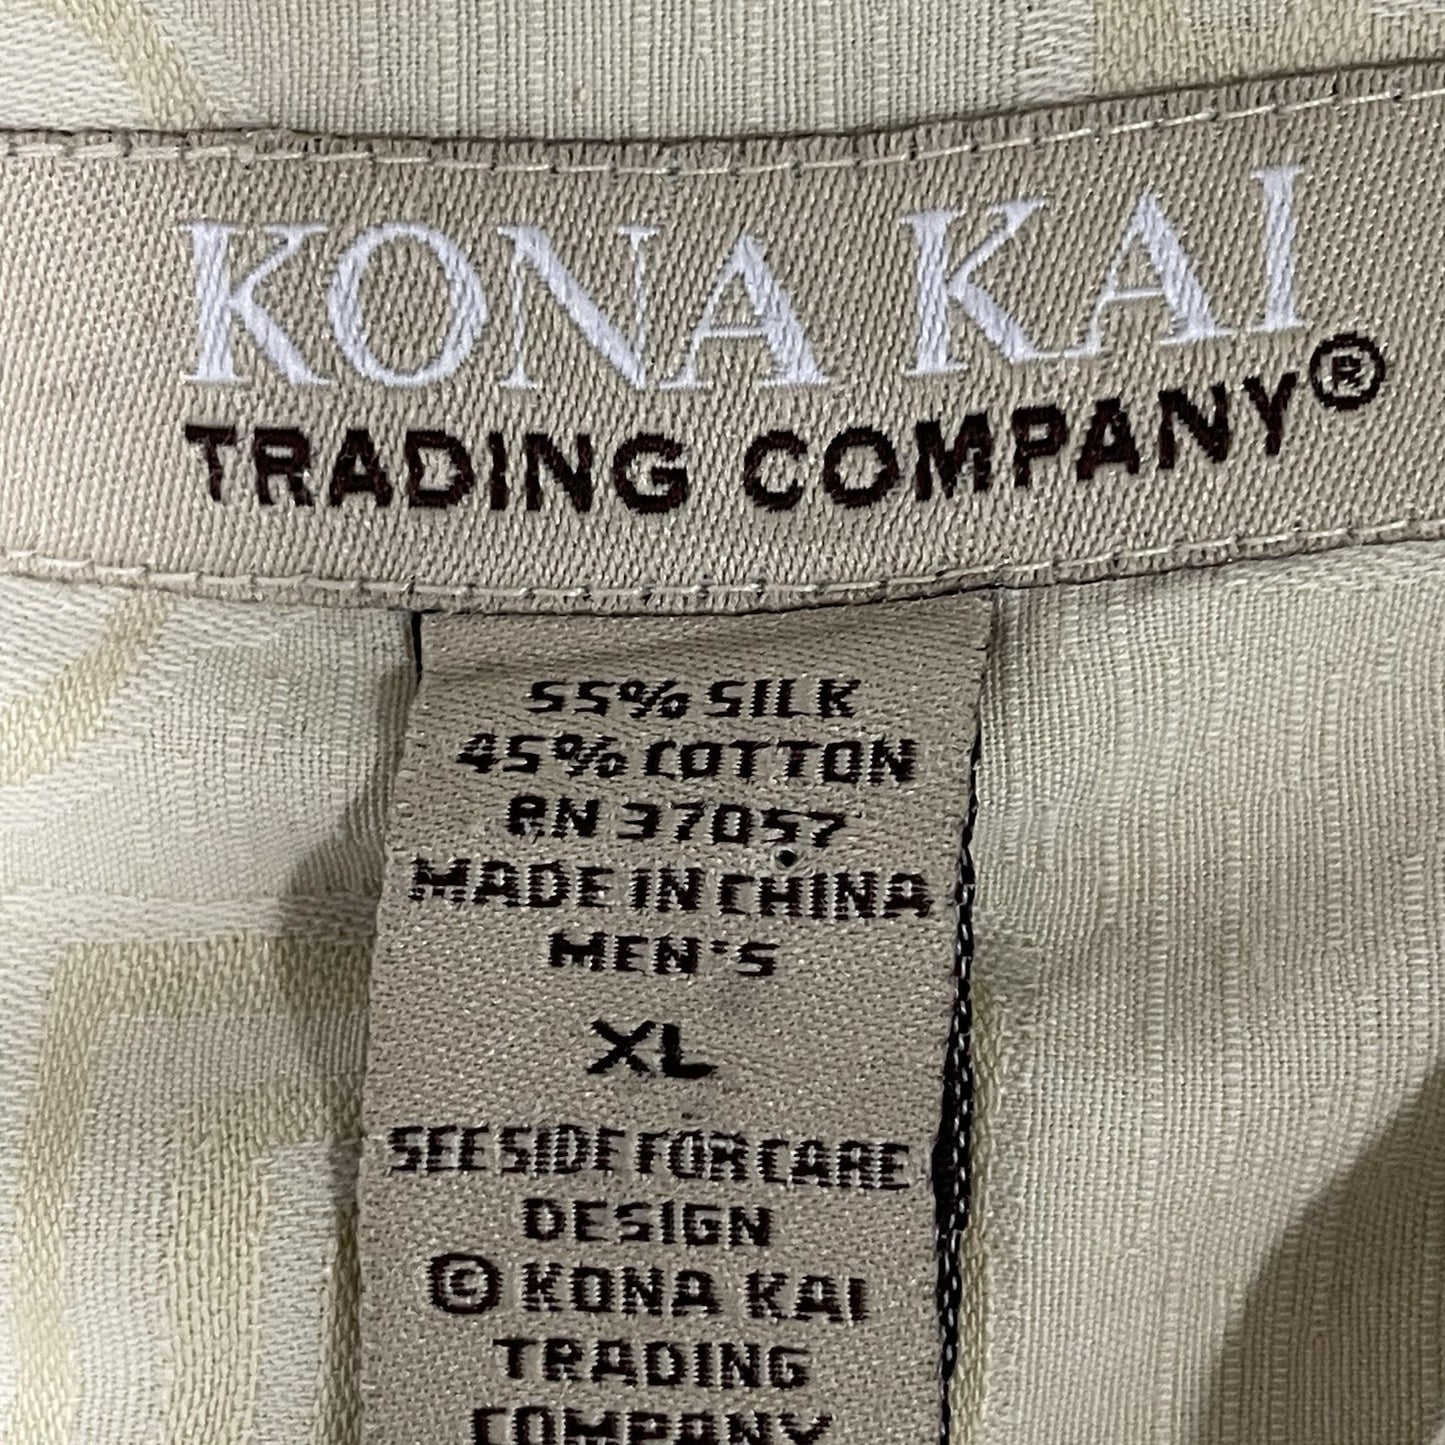 KONA KAI
TRADING COMPANY®
55% SILK
45% COTTON
RN 37057
MADE IN CHINA
MEN'S
XL
SEE SIDE FOR CARE
DESIGN
© KONA KAI
TRADING
COMPANY